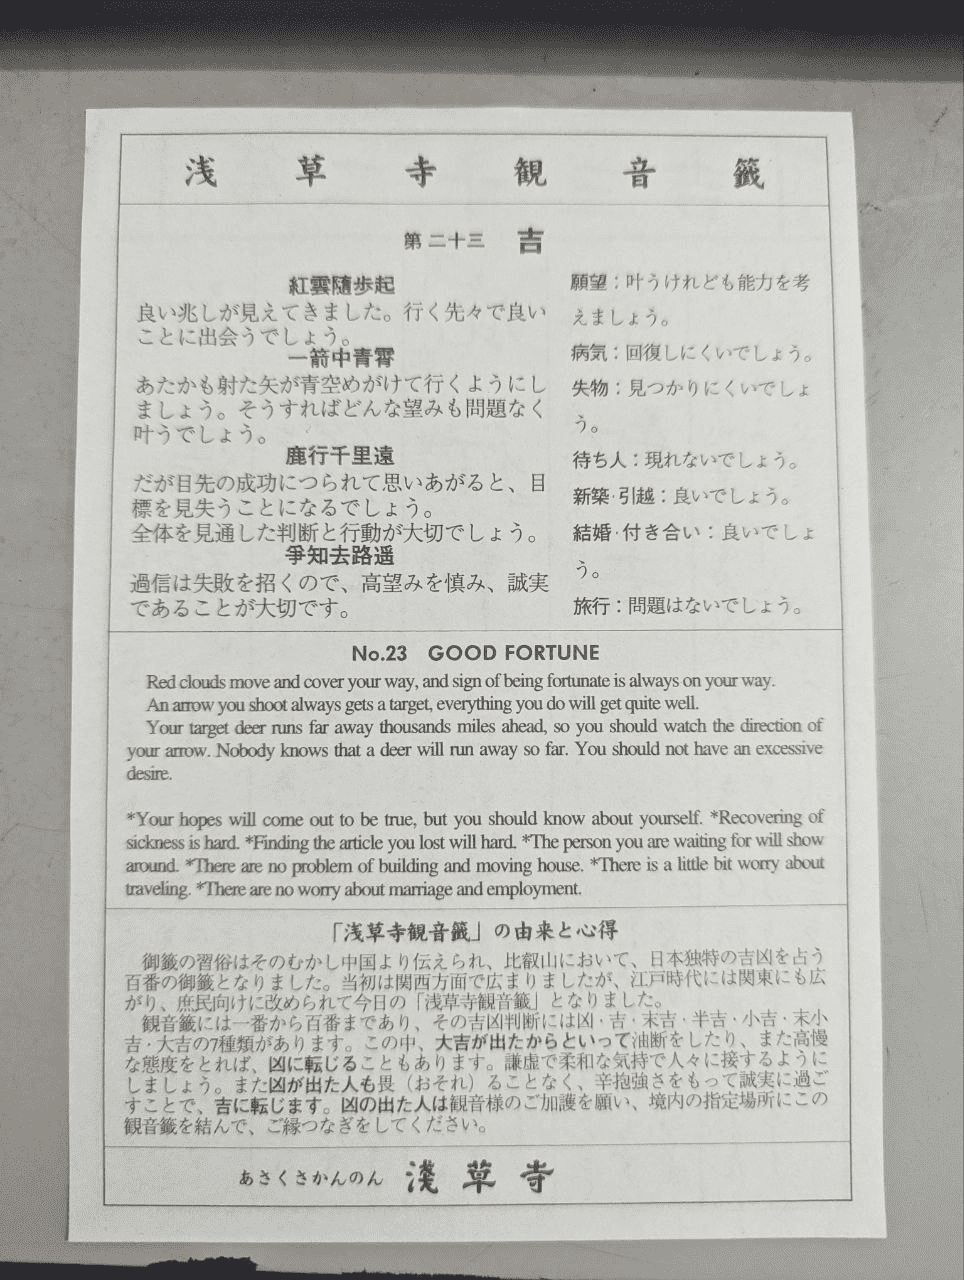 浅草寺観音籤
第二十三 吉
紅雲隨歩起
良い兆しが見えてきました。行く先々で良い
ことに出会うでしょう。
一箭中青霄
あたかも射た矢が青空めがけて行くようにし
ましょう。そうすればどんな望みも問題なく
叶うでしょう。
鹿行千里遠
だが目先の成功につられて思いあがると、目
標を見失うことになるでしょう。
全体を見通した判断と行動が大切でしょう。
爭知去路遥
過信は失敗を招くので、高望みを慎み、誠実
であることが大切です。
願望：叶うけれども能力を考
えましょう。
病気：回復しにくいでしょう。
失物：見つかりにくいでしょ
う。
待ち人：現れないでしょう。
新築·引越：良いでしょう。
結婚·付き合い：良いでしょ
う。
旅行：問題はないでしょう。
No.23 GOOD FORTUNE
Red clouds move and cover your way, and sign of being fortunate is always on your way.
An arrow you shoot always gets a target, everything you do will get quite well.
Your target deer runs far away thousands miles ahead, so you should watch the direction of
your arrow. Nobody knows that a deer will run away so far. You should not have an excessive
desire.
*Your hopes will come out to be true, but you should know about yourself. *Recovering of
sickness is hard. *Finding the article you lost will hard. *The person you are waiting for will show
around. *There are no problem of building and moving house. *There is a little bit worry about
traveling. *There are no worry about marriage and employment.
「浅草寺観音籤」の由来と心得
御籤の習俗はそのむかし中国より伝えられ、比叡山において、日本独特の吉凶を占う
百番の御籤となりました。当初は関西方面で広まりましたが、江戸時代には関東にも広
がり、庶民向けに改められて今日の「浅草寺観音籤」となりました。
観音籤には一番から百番まであり、その吉凶判断には凶·吉·末吉·半吉·小吉·末小
吉·大吉の7種類があります。この中、大吉が出たからといって油断をしたり、また高慢
な態度をとれば、凶に転じることもあります。謙虚で柔和な気持で人々に接するように
しましょう。また凶が出た人も畏（おそれ）ることなく、辛抱強さをもって誠実に過ご
すことで、吉に転じます。凶の出た人は観音様のご加護を願い、境内の指定場所にこの
観音籤を結んで、ご縁つなぎをしてください。
あさくさかんのん 淺草寺